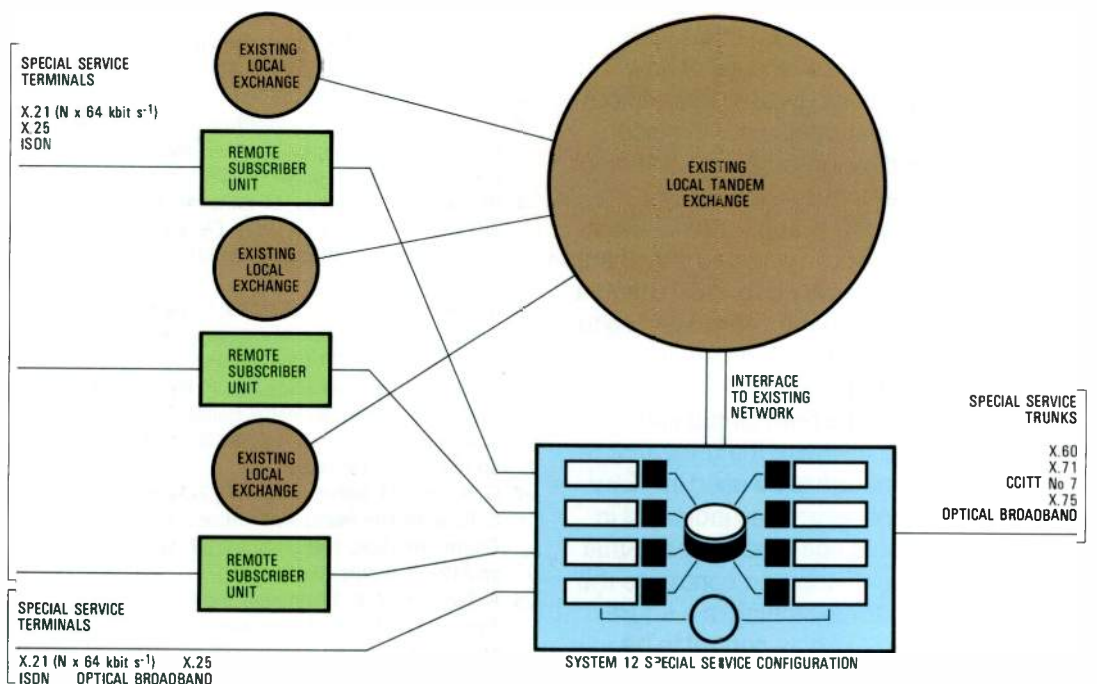 SPECIAL SERVICE
TERMINALS
X.21 (N x 64 kbit s⁻¹)
X.25
ISDN
EXISTING
LOCAL
EXCHANGE
REMOTE
SUBSCRIBER
UNIT
EXISTING
LOCAL
EXCHANGE
REMOTE
SUBSCRIBER
UNIT
EXISTING
LOCAL
EXCHANGE
REMOTE
SUBSCRIBER
UNIT
EXISTING
LOCAL TANDEM
EXCHANGE
INTERFACE
TO EXISTING
NETWORK
SPECIAL SERVICE
TRUNKS
X.60
X.71
CCITT No 7
X.75
OPTICAL BROADBAND
SPECIAL SERVICE
TERMINALS
X.21 (N x 64 kbit s⁻¹) X.25
ISDN OPTICAL BROADBAND
SYSTEM 12 SPECIAL SERVICE CONFIGURATION